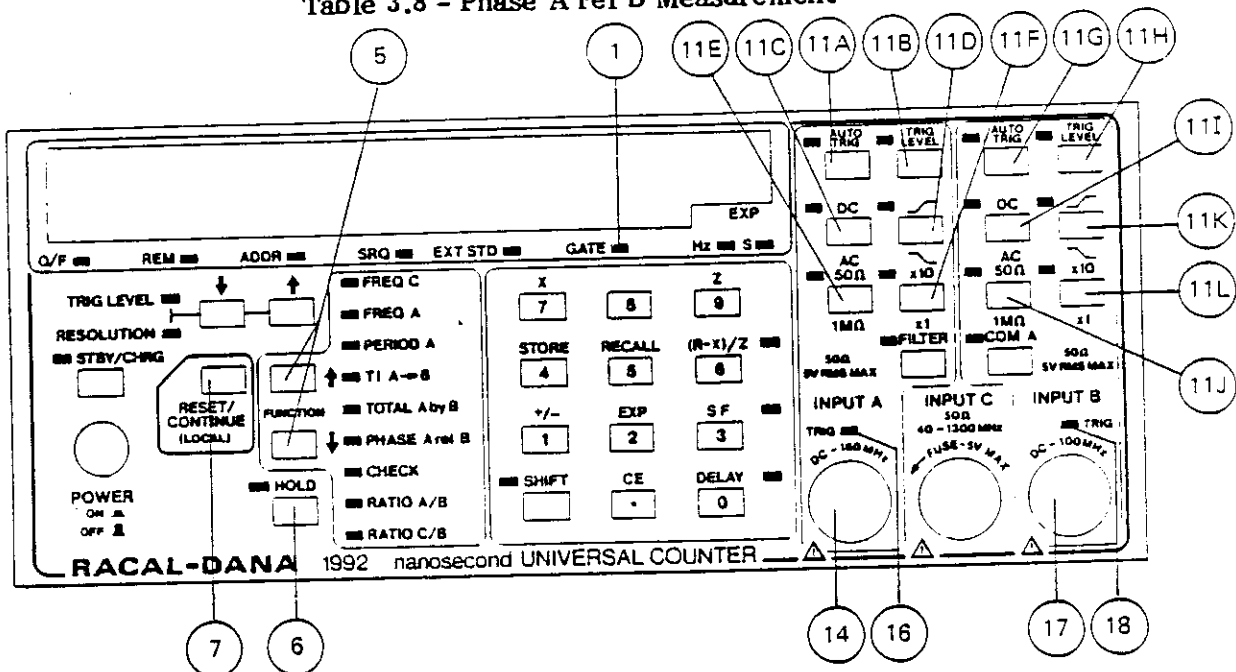 Table 3.8 - Phase A rel B Measurement
5
1
11E
11C
11A
11B
11D
11F
11G
11H
11I
11K
11L
11J
AUTO TRIG
TRIG LEVEL
AUTO TRIG
TRIG LEVEL
DC
DC
AC
50Ω
x10
AC
50Ω
x10
1MΩ
x1
1MΩ
x1
FILTER
COM A
50Ω
5V RMS MAX
50Ω
5V RMS MAX
EXP
O/F
REM
ADDR
SRQ
EXT STD
GATE
Hz
S
TRIG LEVEL
RESOLUTION
STBY/CHRG
RESET/
CONTINUE
(LOCAL)
FUNCTION
HOLD
POWER
ON
OFF
FREQ C
FREQ A
PERIOD A
TI A→B
TOTAL A by B
PHASE A rel B
CHECK
RATIO A/B
RATIO C/B
X
Z
7
8
9
STORE
RECALL
(R-X)/Z
4
5
6
+/-
EXP
SF
1
2
3
SHIFT
CE
DELAY
.
0
INPUT A
INPUT C
50Ω
40-1300 MHz
INPUT B
TRIG
TRIG
DC-160MHz
FUSE-5V MAX
DC-100MHz
RACAL-DANA 1992 nanosecond UNIVERSAL COUNTER
7
6
14
16
17
18